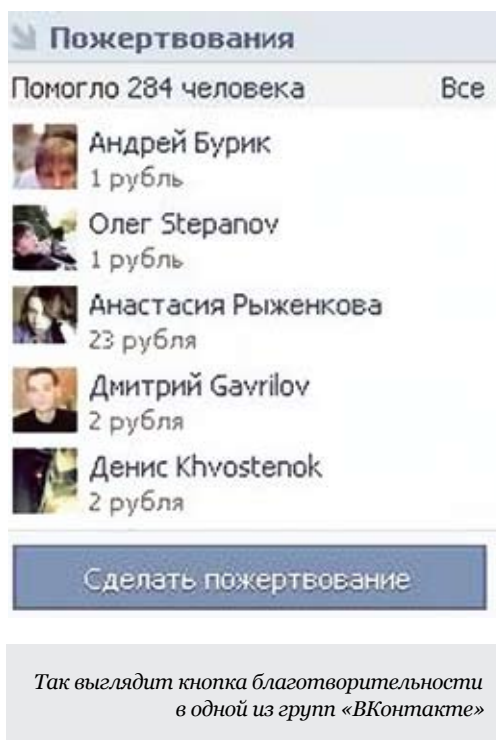 Пожертвования
Помогло 284 человека Все
Андрей Бурик
1 рубль
Олег Stepanov
1 рубль
Анастасия Рыженкова
23 рубля
Дмитрий Gavrilov
2 рубля
Денис Khvostenok
2 рубля
Сделать пожертвование
Так выглядит кнопка благотворительности
в одной из групп «ВКонтакте»